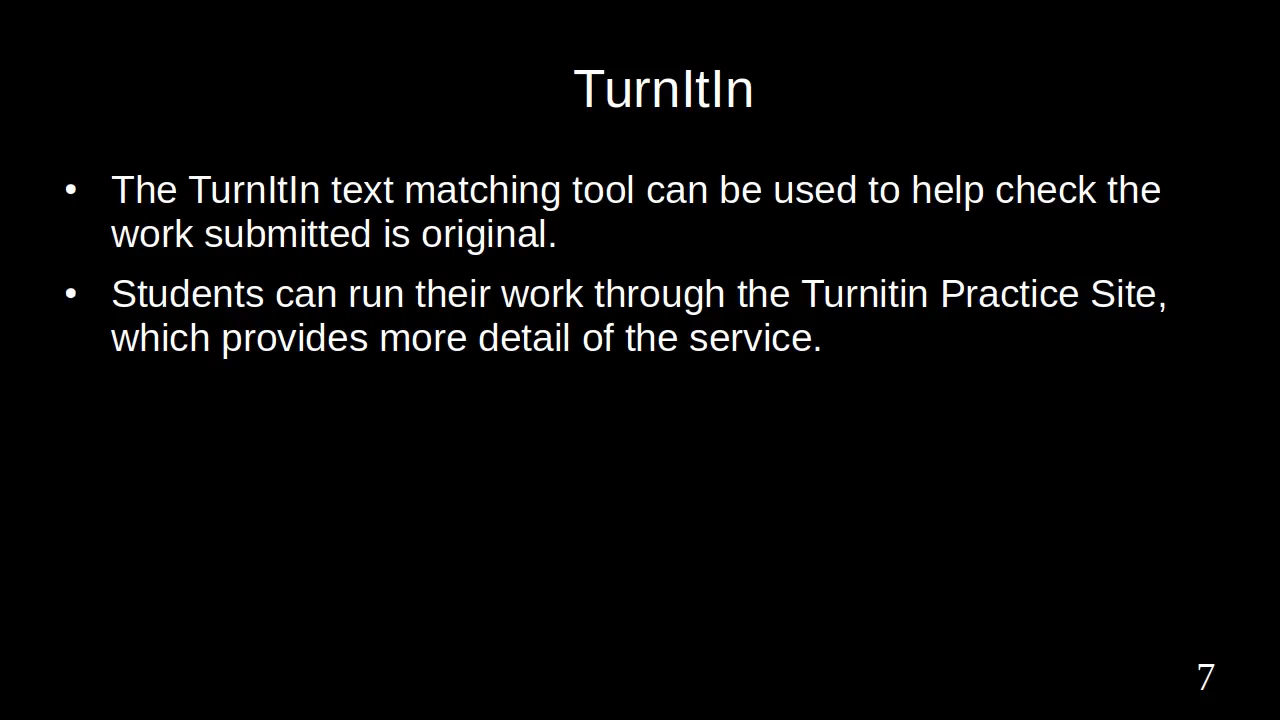 TurnItIn
• The TurnItIn text matching tool can be used to help check the
work submitted is original.
• Students can run their work through the Turnitin Practice Site,
which provides more detail of the service.
7